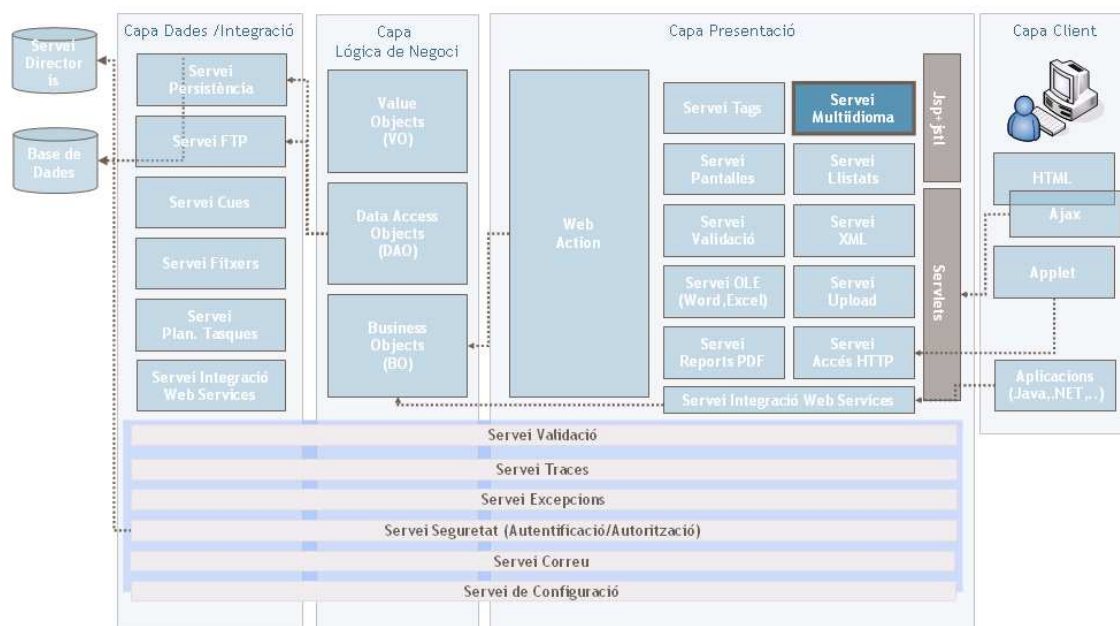 Servei
Director
is
Base de
Dades
Capa Dades /Integració
Servei
Persistència
Servei FTP
Servei Cues
Servei Fitxers
Servei
Plan. Tasques
Servei Integració
Web Services
Capa
Lógica de Negoci
Value
Objects
(VO)
Data Access
Objects
(DAO)
Business
Objects
(BO)
Capa Presentació
Web
Action
Servei Tags
Servei
Multiidioma
Servei
Pantalles
Servei
Llistats
Servei
Validació
Servei
XML
Servei OLE
(Word,Excel)
Servei
Upload
Servei
Reports PDF
Servei
Accés HTTP
Servei Integració Web Services
Jsp+jstl
Servlets
Capa Client
HTML
Ajax
Applet
Aplicacions
(Java,.NET,..)
Servei Validació
Servei Traces
Servei Excepcions
Servei Seguretat (Autentificació/Autorització)
Servei Correu
Servei de Configuració